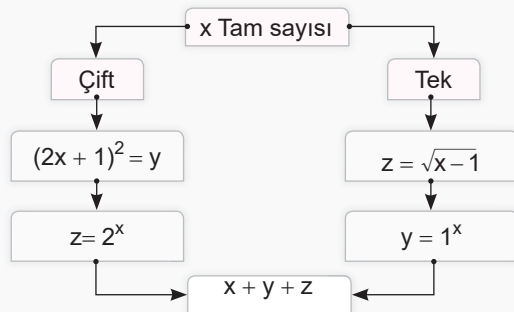 x Tam sayısı
Çift
Tek
(2x + 1)² = y
z = √(x – 1)
z= 2ˣ
y = 1ˣ
x + y + z